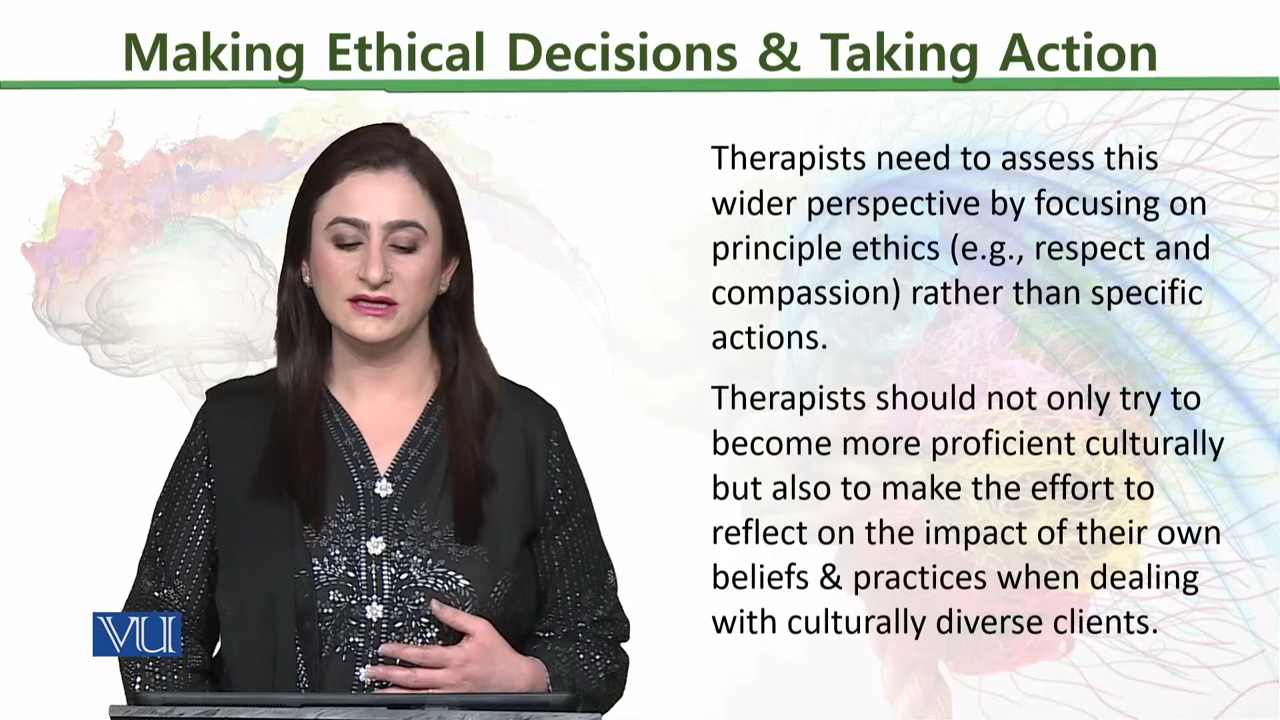 Making Ethical Decisions & Taking Action
Therapists need to assess this
wider perspective by focusing on
principle ethics (e.g., respect and
compassion) rather than specific
actions.
Therapists should not only try to
become more proficient culturally
but also to make the effort to
reflect on the impact of their own
beliefs & practices when dealing
with culturally diverse clients.
VU